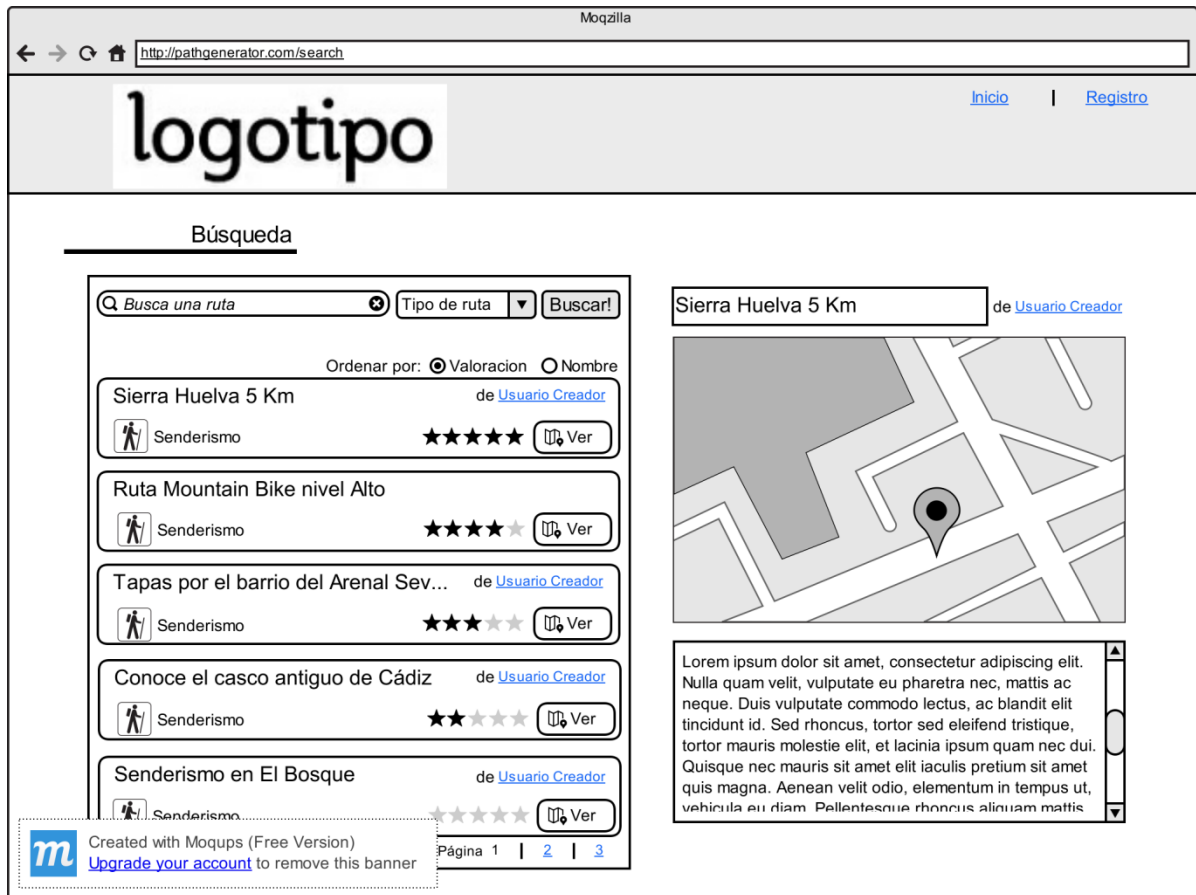 Moqzilla
http://pathgenerator.com/search
logotipo
Inicio | Registro
Búsqueda
Busca una ruta
Tipo de ruta
Buscar!
Ordenar por: Valoracion Nombre
Sierra Huelva 5 Km de Usuario Creador
Senderismo Ver
Ruta Mountain Bike nivel Alto
Senderismo Ver
Tapas por el barrio del Arenal Sev... de Usuario Creador
Senderismo Ver
Conoce el casco antiguo de Cádiz de Usuario Creador
Senderismo Ver
Senderismo en El Bosque de Usuario Creador
Senderismo Ver
Página 1 | 2 | 3
Sierra Huelva 5 Km de Usuario Creador
Lorem ipsum dolor sit amet, consectetur adipiscing elit.
Nulla quam velit, vulputate eu pharetra nec, mattis ac
neque. Duis vulputate commodo lectus, ac blandit elit
tincidunt id. Sed rhoncus, tortor sed eleifend tristique,
tortor mauris molestie elit, et lacinia ipsum quam nec dui.
Quisque nec mauris sit amet elit iaculis pretium sit amet
quis magna. Aenean velit odio, elementum in tempus ut,
vehicula eu diam. Pellentesque rhoncus aliquam mattis
m
Created with Moqups (Free Version)
Upgrade your account to remove this banner